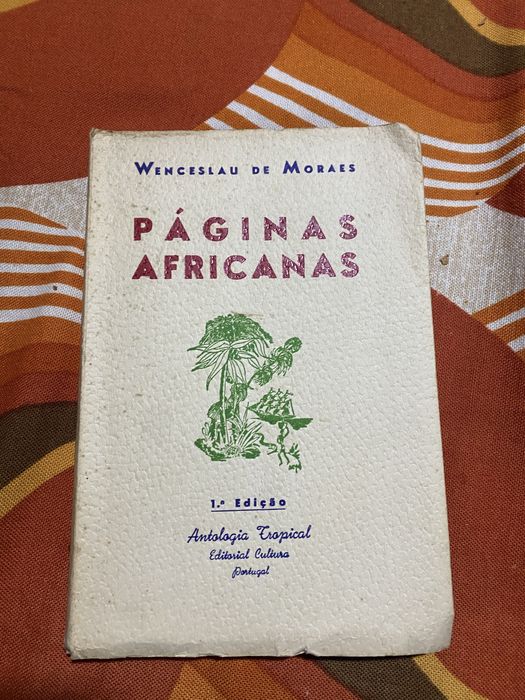 WENCESLAU DE MORAES
PÁGINAS
AFRICANAS
1.ª Edição
Antologia Tropical
Editorial Cultura
Portugal